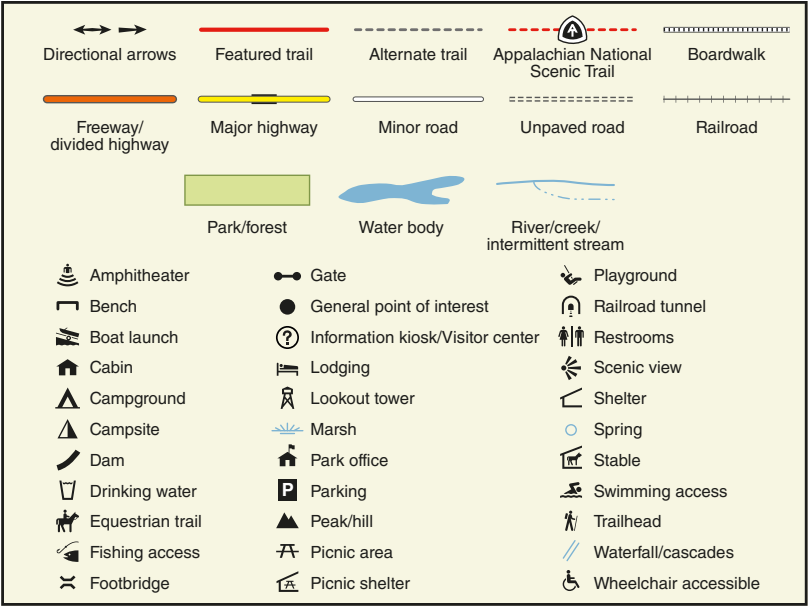 Directional arrows
Featured trail
Alternate trail
Appalachian National
Scenic Trail
Boardwalk
Freeway/
divided highway
Major highway
Minor road
Unpaved road
Railroad
Park/forest
Water body
River/creek/
intermittent stream
Amphitheater
Bench
Boat launch
Cabin
Campground
Campsite
Dam
Drinking water
Equestrian trail
Fishing access
Footbridge
Gate
General point of interest
? Information kiosk/Visitor center
Lodging
Lookout tower
Marsh
Park office
P Parking
Peak/hill
Picnic area
Picnic shelter
Playground
Railroad tunnel
Restrooms
Scenic view
Shelter
Spring
Stable
Swimming access
Trailhead
Waterfall/cascades
Wheelchair accessible